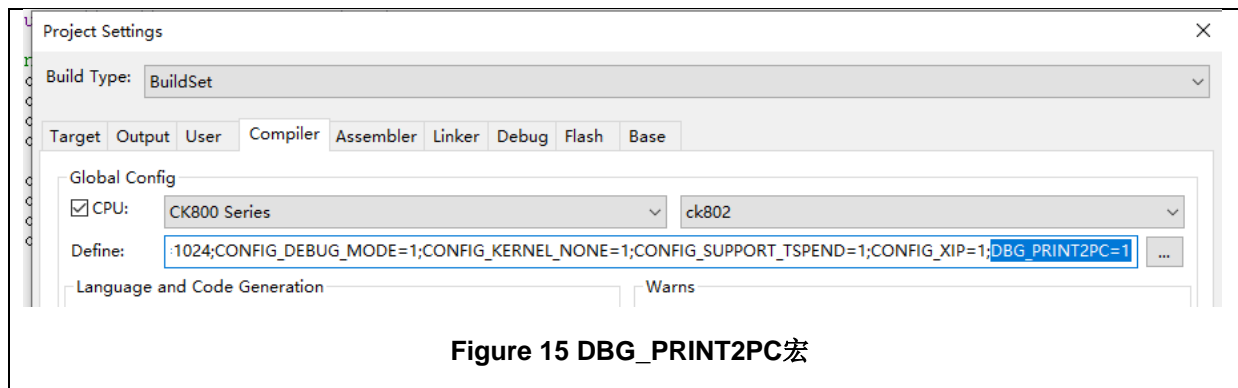 Project Settings
Build Type: BuildSet
Target Output User Compiler Assembler Linker Debug Flash Base
Global Config
CPU: CK800 Series ck802
Define: :1024;CONFIG_DEBUG_MODE=1;CONFIG_KERNEL_NONE=1;CONFIG_SUPPORT_TSPEND=1;CONFIG_XIP=1;DBG_PRINT2PC=1 ...
Language and Code Generation Warns
Figure 15 DBG_PRINT2PC宏